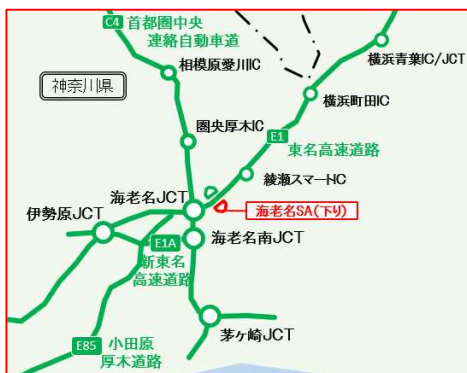 C4 首都圏中央
連絡自動車道
横浜青葉IC/JCT
相模原愛川IC
神奈川県
横浜町田IC
圏央厚木IC
E1
東名高速道路
綾瀬スマートIC
海老名JCT
海老名SA(下り)
伊勢原JCT
海老名南JCT
E1A
新東名
高速道路
茅ヶ崎JCT
E85 小田原
厚木道路